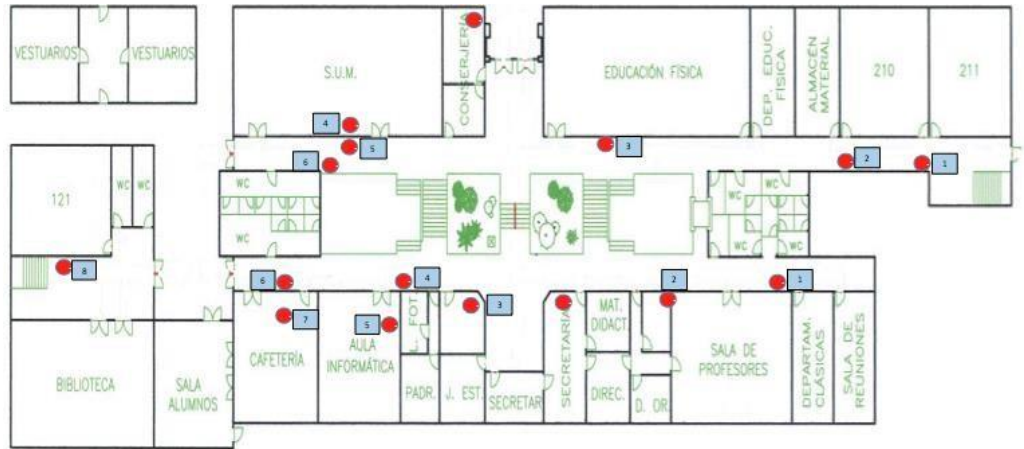 VESTUARIOS
VESTUARIOS
S.U.M.
CONSERJERÍA
EDUCACIÓN FÍSICA
DEP. EDUC.
FÍSICA
ALMACÉN
MATERIAL
210
211
4
5
6
3
2
1
121
WC
WC
WC
WC
WC
WC
WC
WC
8
6
4
3
2
1
7
5
L. FOT.
MAT.
DIDACT.
SECRETARIA
CAFETERÍA
AULA
INFORMÁTICA
SALA DE
PROFESORES
DEPARTAM.
CLÁSICAS
SALA DE
REUNIONES
BIBLIOTECA
SALA
ALUMNOS
PADR.
J. EST.
SECRETAR
DIREC.
D. OR.